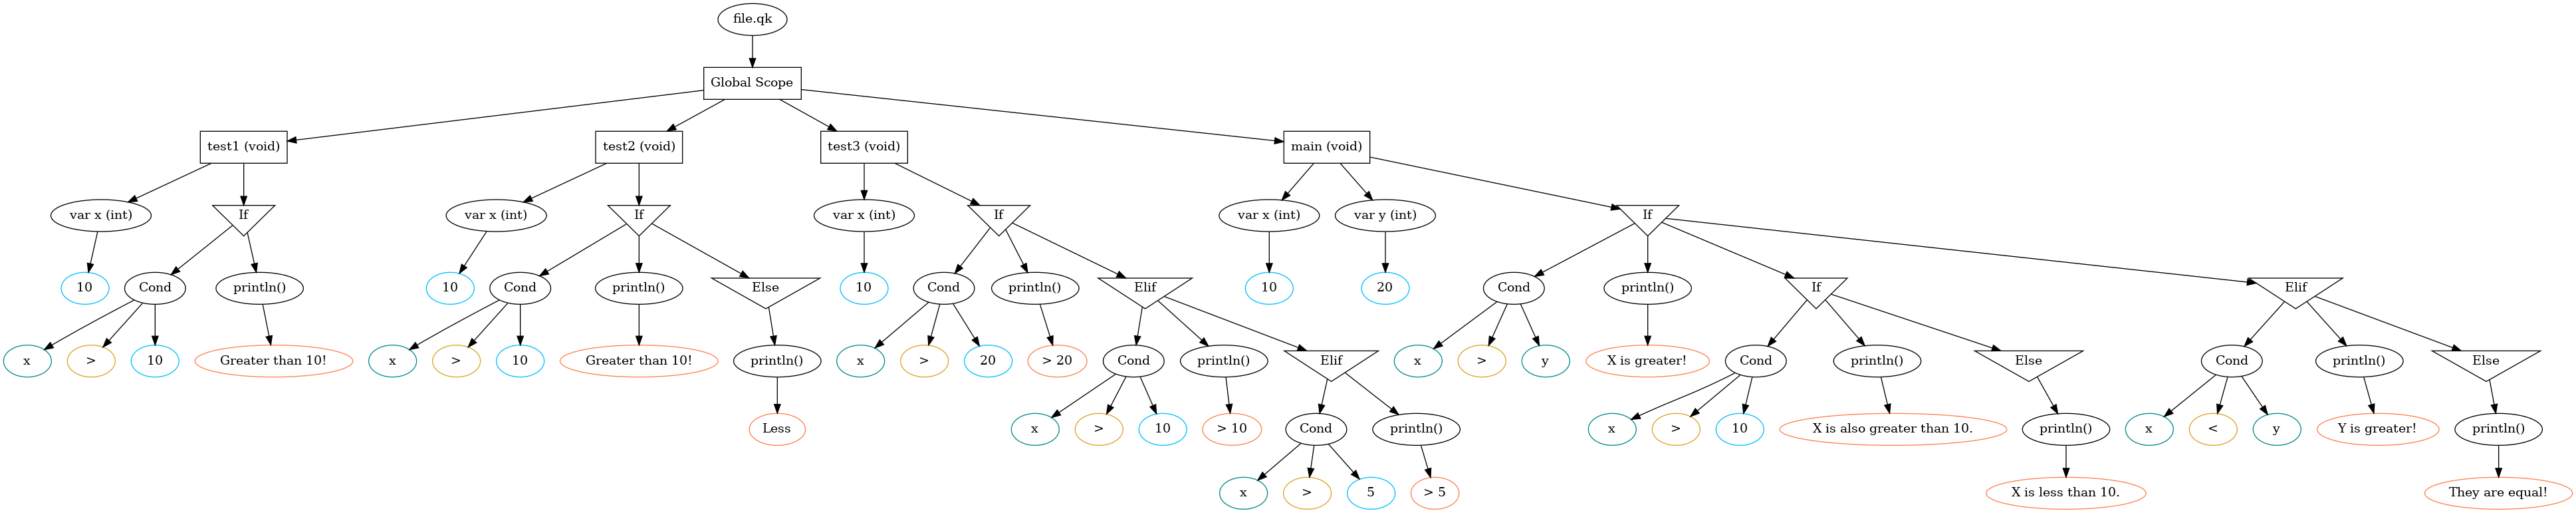 file.qk
Global Scope
test1 (void)
test2 (void)
test3 (void)
main (void)
var x (int)
If
var x (int)
If
var x (int)
If
var x (int)
var y (int)
If
10
Cond
println()
10
Cond
println()
Else
10
Cond
println()
Elif
10
20
Cond
println()
If
Elif
x
>
10
Greater than 10!
x
>
10
Greater than 10!
println()
x
>
20
> 20
Cond
println()
Elif
x
>
y
X is greater!
Cond
println()
Else
Cond
println()
Else
Less
x
>
10
> 10
Cond
println()
x
>
10
X is also greater than 10.
println()
x
<
y
Y is greater!
println()
x
>
5
> 5
X is less than 10.
They are equal!